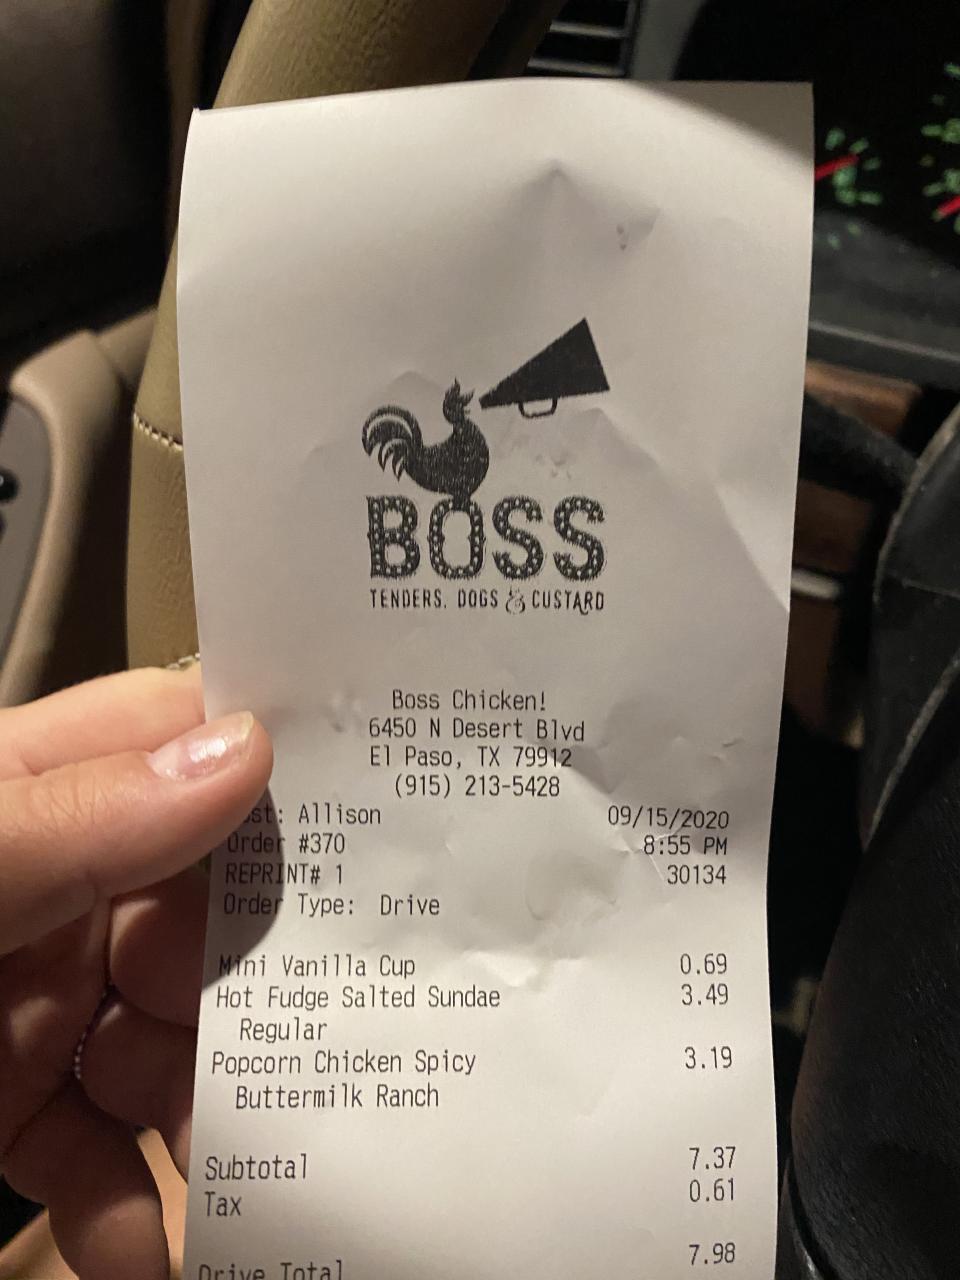 BOSS
TENDERS, DOGS & CUSTARD
Boss Chicken!
6450 N Desert Blvd
El Paso, TX 79912
(915) 213-5428
Allison 09/15/2020
Order #370 8:55 PM
REPRINT# 1 30134
Order Type: Drive
Mini Vanilla Cup 0.69
Hot Fudge Salted Sundae 3.49
Regular
Popcorn Chicken Spicy 3.19
Buttermilk Ranch
Subtotal 7.37
Tax 0.61
Drive Total 7.98